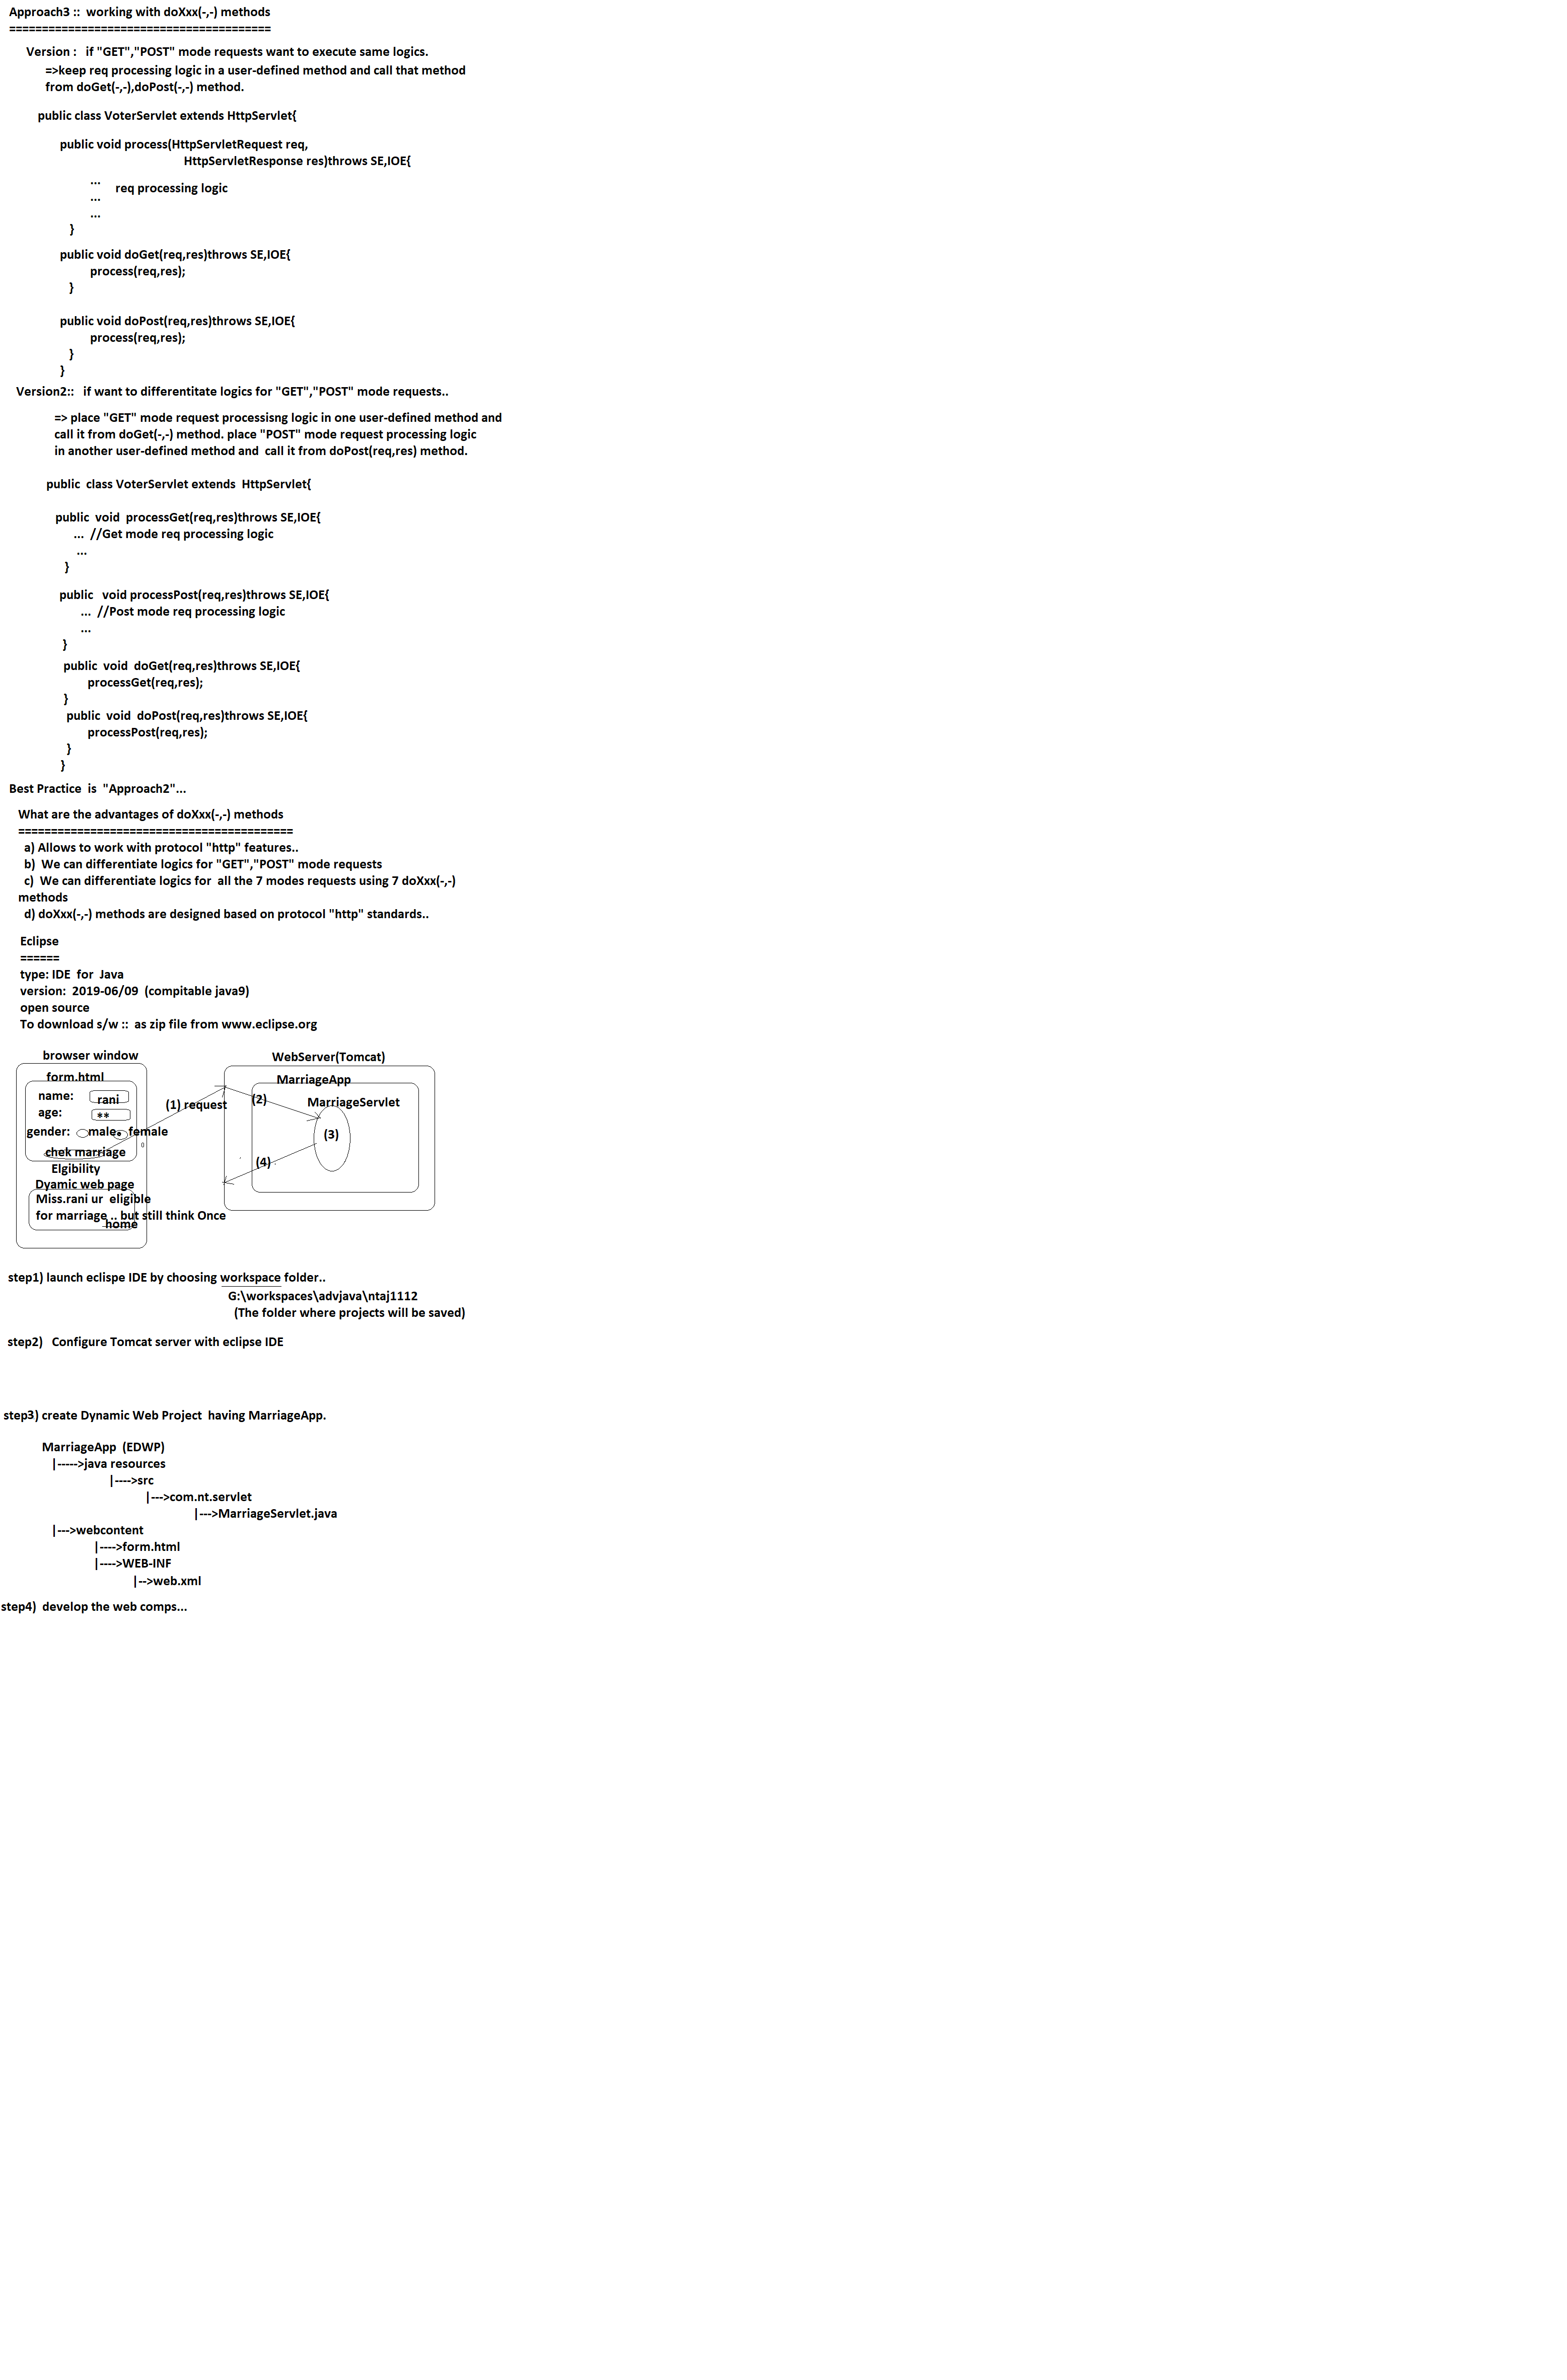 Approach3 ::  working with doXxx(-,-) methods
========================================
Version :   if "GET","POST" mode requests want to execute same logics.
=>keep req processing logic in a user-defined method and call that method
from doGet(-,-),doPost(-,-) method.
public class VoterServlet extends HttpServlet{
public void process(HttpServletRequest req,
HttpServletResponse res)throws SE,IOE{
...
req processing logic
...
...
}
public void doGet(req,res)throws SE,IOE{
process(req,res);
}
public void doPost(req,res)throws SE,IOE{
process(req,res);
}
}
Version2::   if want to differentitate logics for "GET","POST" mode requests..
=> place "GET" mode request processisng logic in one user-defined method and
call it from doGet(-,-) method. place "POST" mode request processing logic
in another user-defined method and  call it from doPost(req,res) method.
public  class VoterServlet extends  HttpServlet{
public  void  processGet(req,res)throws SE,IOE{
...  //Get mode req processing logic
...
}
public   void processPost(req,res)throws SE,IOE{
...  //Post mode req processing logic
...
}
public  void  doGet(req,res)throws SE,IOE{
processGet(req,res);
}
public  void  doPost(req,res)throws SE,IOE{
processPost(req,res);
}
}
Best Practice  is  "Approach2"...
What are the advantages of doXxx(-,-) methods
==========================================
a) Allows to work with protocol "http" features..
b)  We can differentiate logics for "GET","POST" mode requests
c)  We can differentiate logics for  all the 7 modes requests using 7 doXxx(-,-)
methods
d) doXxx(-,-) methods are designed based on protocol "http" standards..
Eclipse
======
type: IDE  for  Java
version:  2019-06/09  (compitable java9)
open source
To download s/w ::  as zip file from www.eclipse.org
browser window
WebServer(Tomcat)
form.html
MarriageApp
name:
rani
(1) request
(2)
MarriageServlet
age:
**
gender:
male
female
(3)
chek marriage
Elgibility
(4)
Dyamic web page
Miss.rani ur  eligible
for marriage .. but still think Once
home
step1) launch eclispe IDE by choosing workspace folder..
G:\workspaces\advjava\ntaj1112
(The folder where projects will be saved)
step2)   Configure Tomcat server with eclipse IDE
step3) create Dynamic Web Project  having MarriageApp.
MarriageApp  (EDWP)
|----->java resources
|---->src
|--->com.nt.servlet
|--->MarriageServlet.java
|--->webcontent
|---->form.html
|---->WEB-INF
|-->web.xml
step4)  develop the web comps...